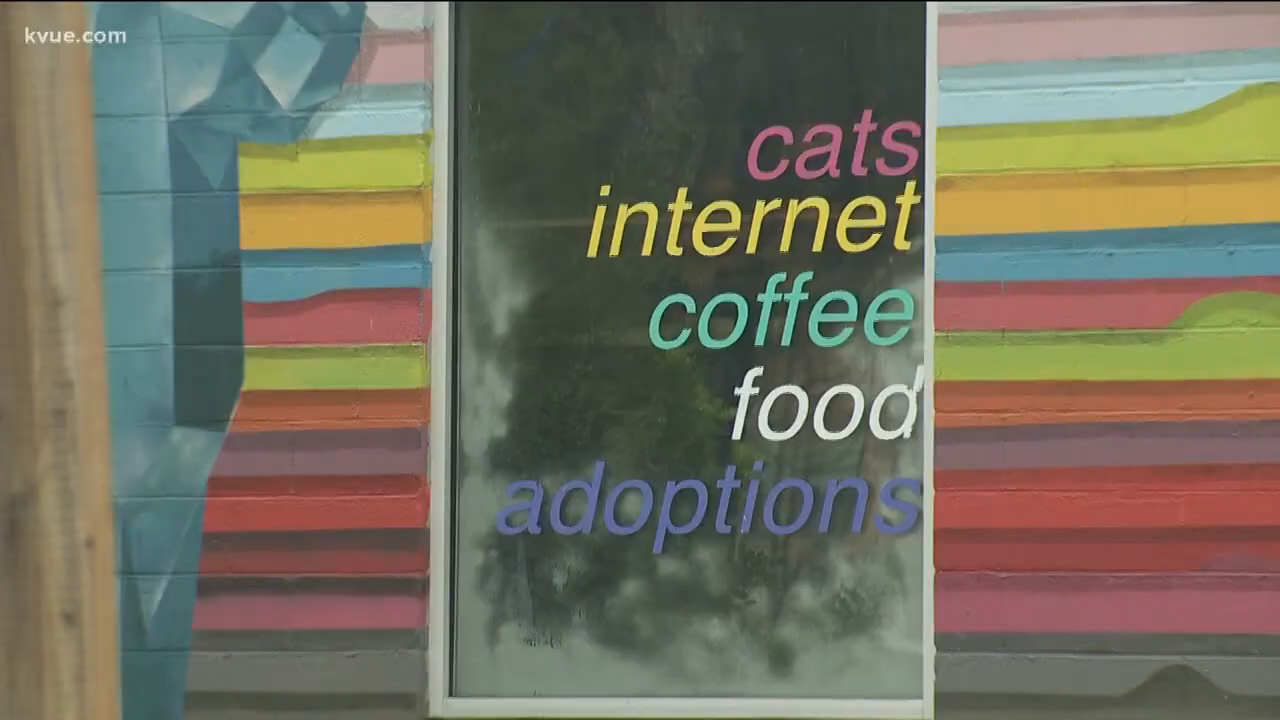 kvue.com
cats
internet
coffee
food
adoptions